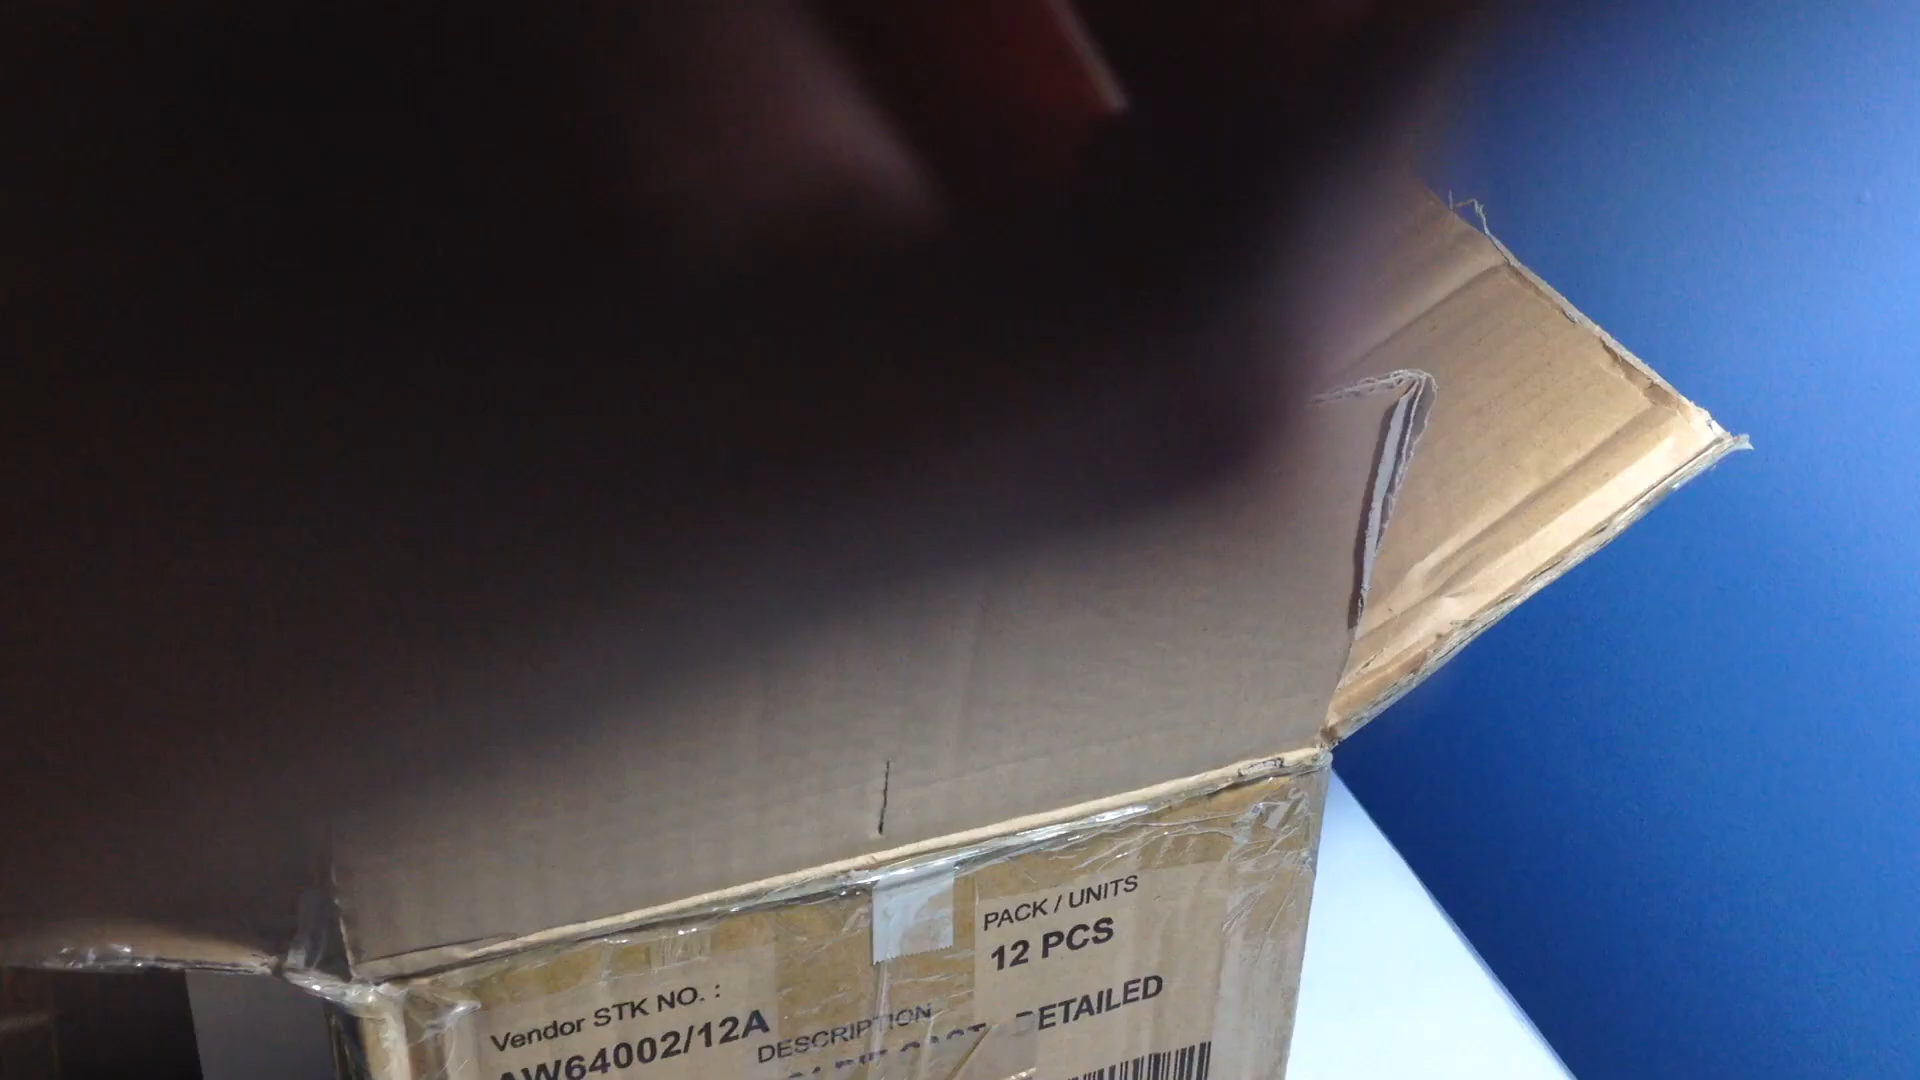 PACK / UNITS
12 PCS
Vendor STK NO. :
AW64002/12A
DESCRIPTION
DETAILED